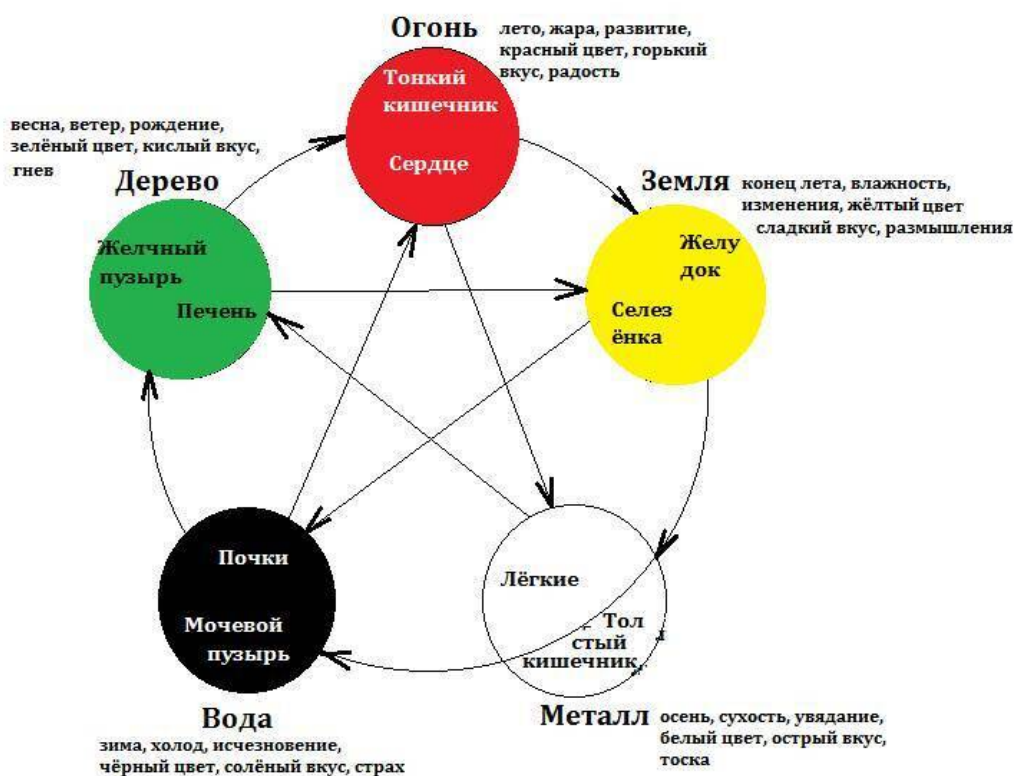 Огонь
лето, жара, развитие,
красный цвет, горький
вкус, радость
Тонкий
кишечник
Сердце
весна, ветер, рождение,
зелёный цвет, кислый вкус,
гнев
Дерево
Желчный
пузырь
Печень
Земля
конец лета, влажность,
изменения, жёлтый цвет
сладкий вкус, размышления
Желу
док
Селез
ёнка
Почки
Мочевой
пузырь
Вода
зима, холод, исчезновение,
чёрный цвет, солёный вкус, страх
Лёгкие
Тол
стый
кишечник
Металл
осень, сухость, увядание,
белый цвет, острый вкус,
тоска